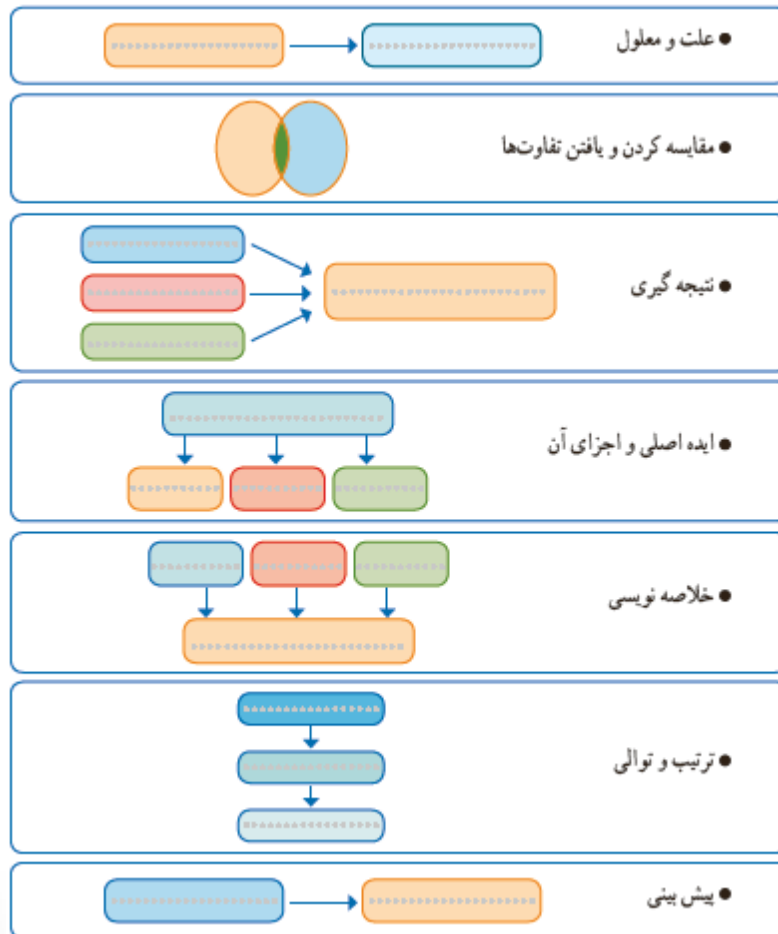 ● علت و معلول
● مقایسه کردن و یافتن تفاوت‌ها
● نتیجه گیری
● ایده اصلی و اجزای آن
● خلاصه نویسی
● ترتیب و توالی
● پیش بینی